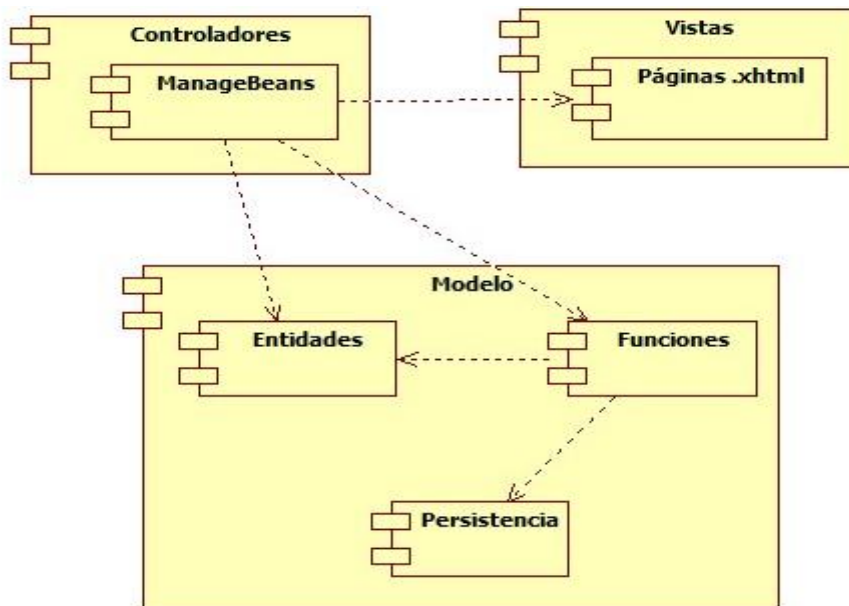 Controladores
ManageBeans
Vistas
Páginas .xhtml
Modelo
Entidades
Funciones
Persistencia